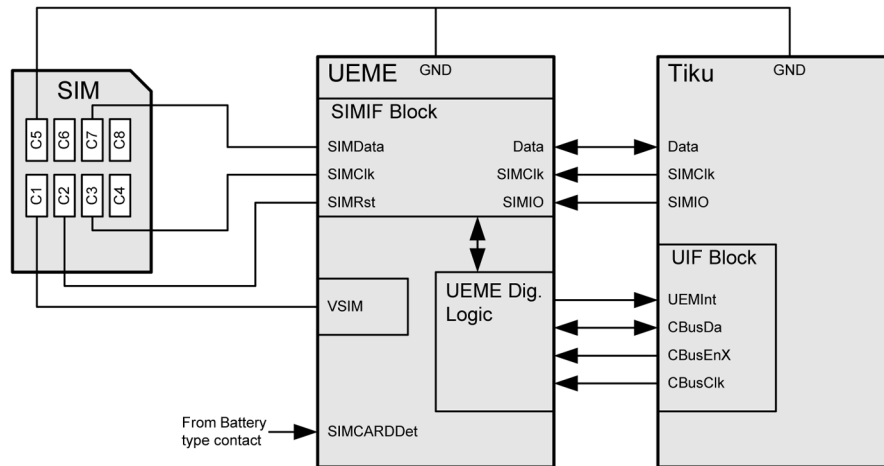 SIM
C5
C6
C7
C8
C1
C2
C3
C4
UEME
GND
SIMIF Block
SIMData
Data
SIMClk
SIMClk
SIMRst
SIMIO
VSIM
UEME Dig.
Logic
From Battery
type contact
SIMCARDDet
Tiku
GND
Data
SIMClk
SIMIO
UIF Block
UEMInt
CBusDa
CBusEnX
CBusClk